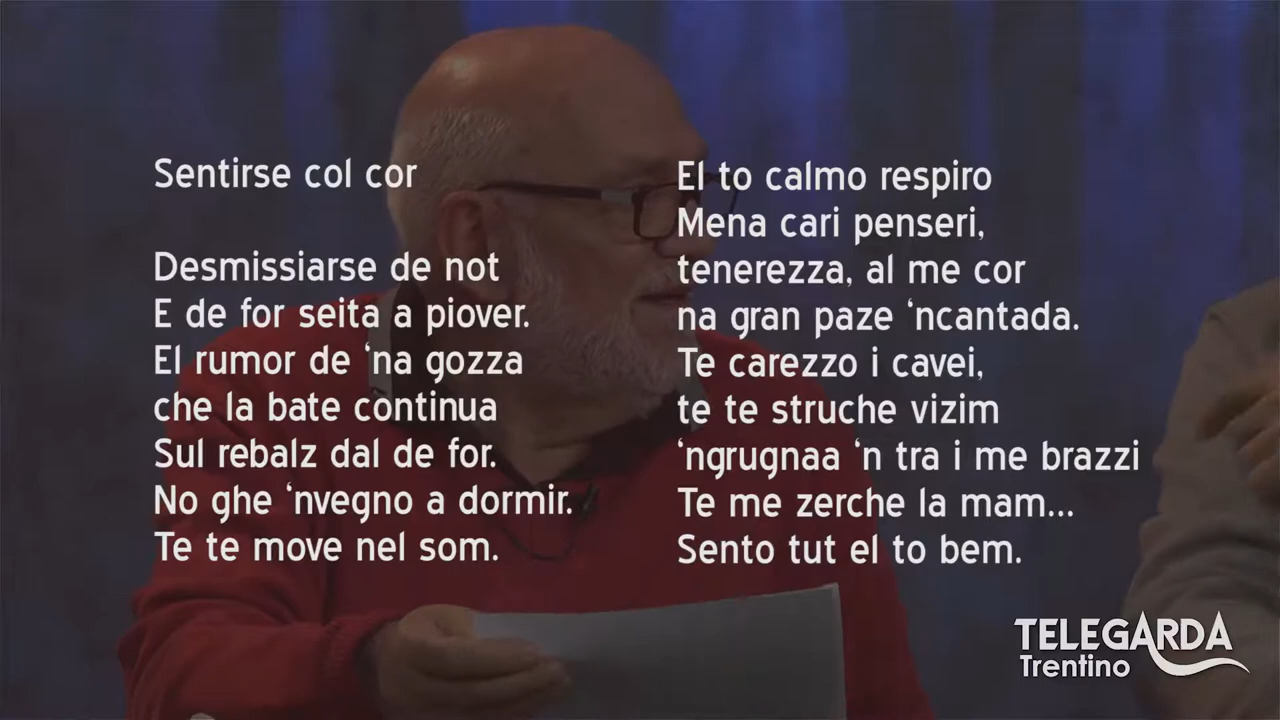 Sentirse col cor
Desmissiarse de not
E de for seita a piover.
El rumor de ‘na gozza
che la bate continua
Sul rebalz dal de for.
No ghe ‘nvegno a dormir.
Te te move nel som.
El to calmo respiro
Mena cari penseri,
tenerezza, al me cor
na gran paze ‘ncantada.
Te carezzo i cavei,
te te struche vizim
‘ngrugnaa ‘n tra i me brazzi
Te me zerche la mam...
Sento tut el to bem.
TELEGARDA
Trentino